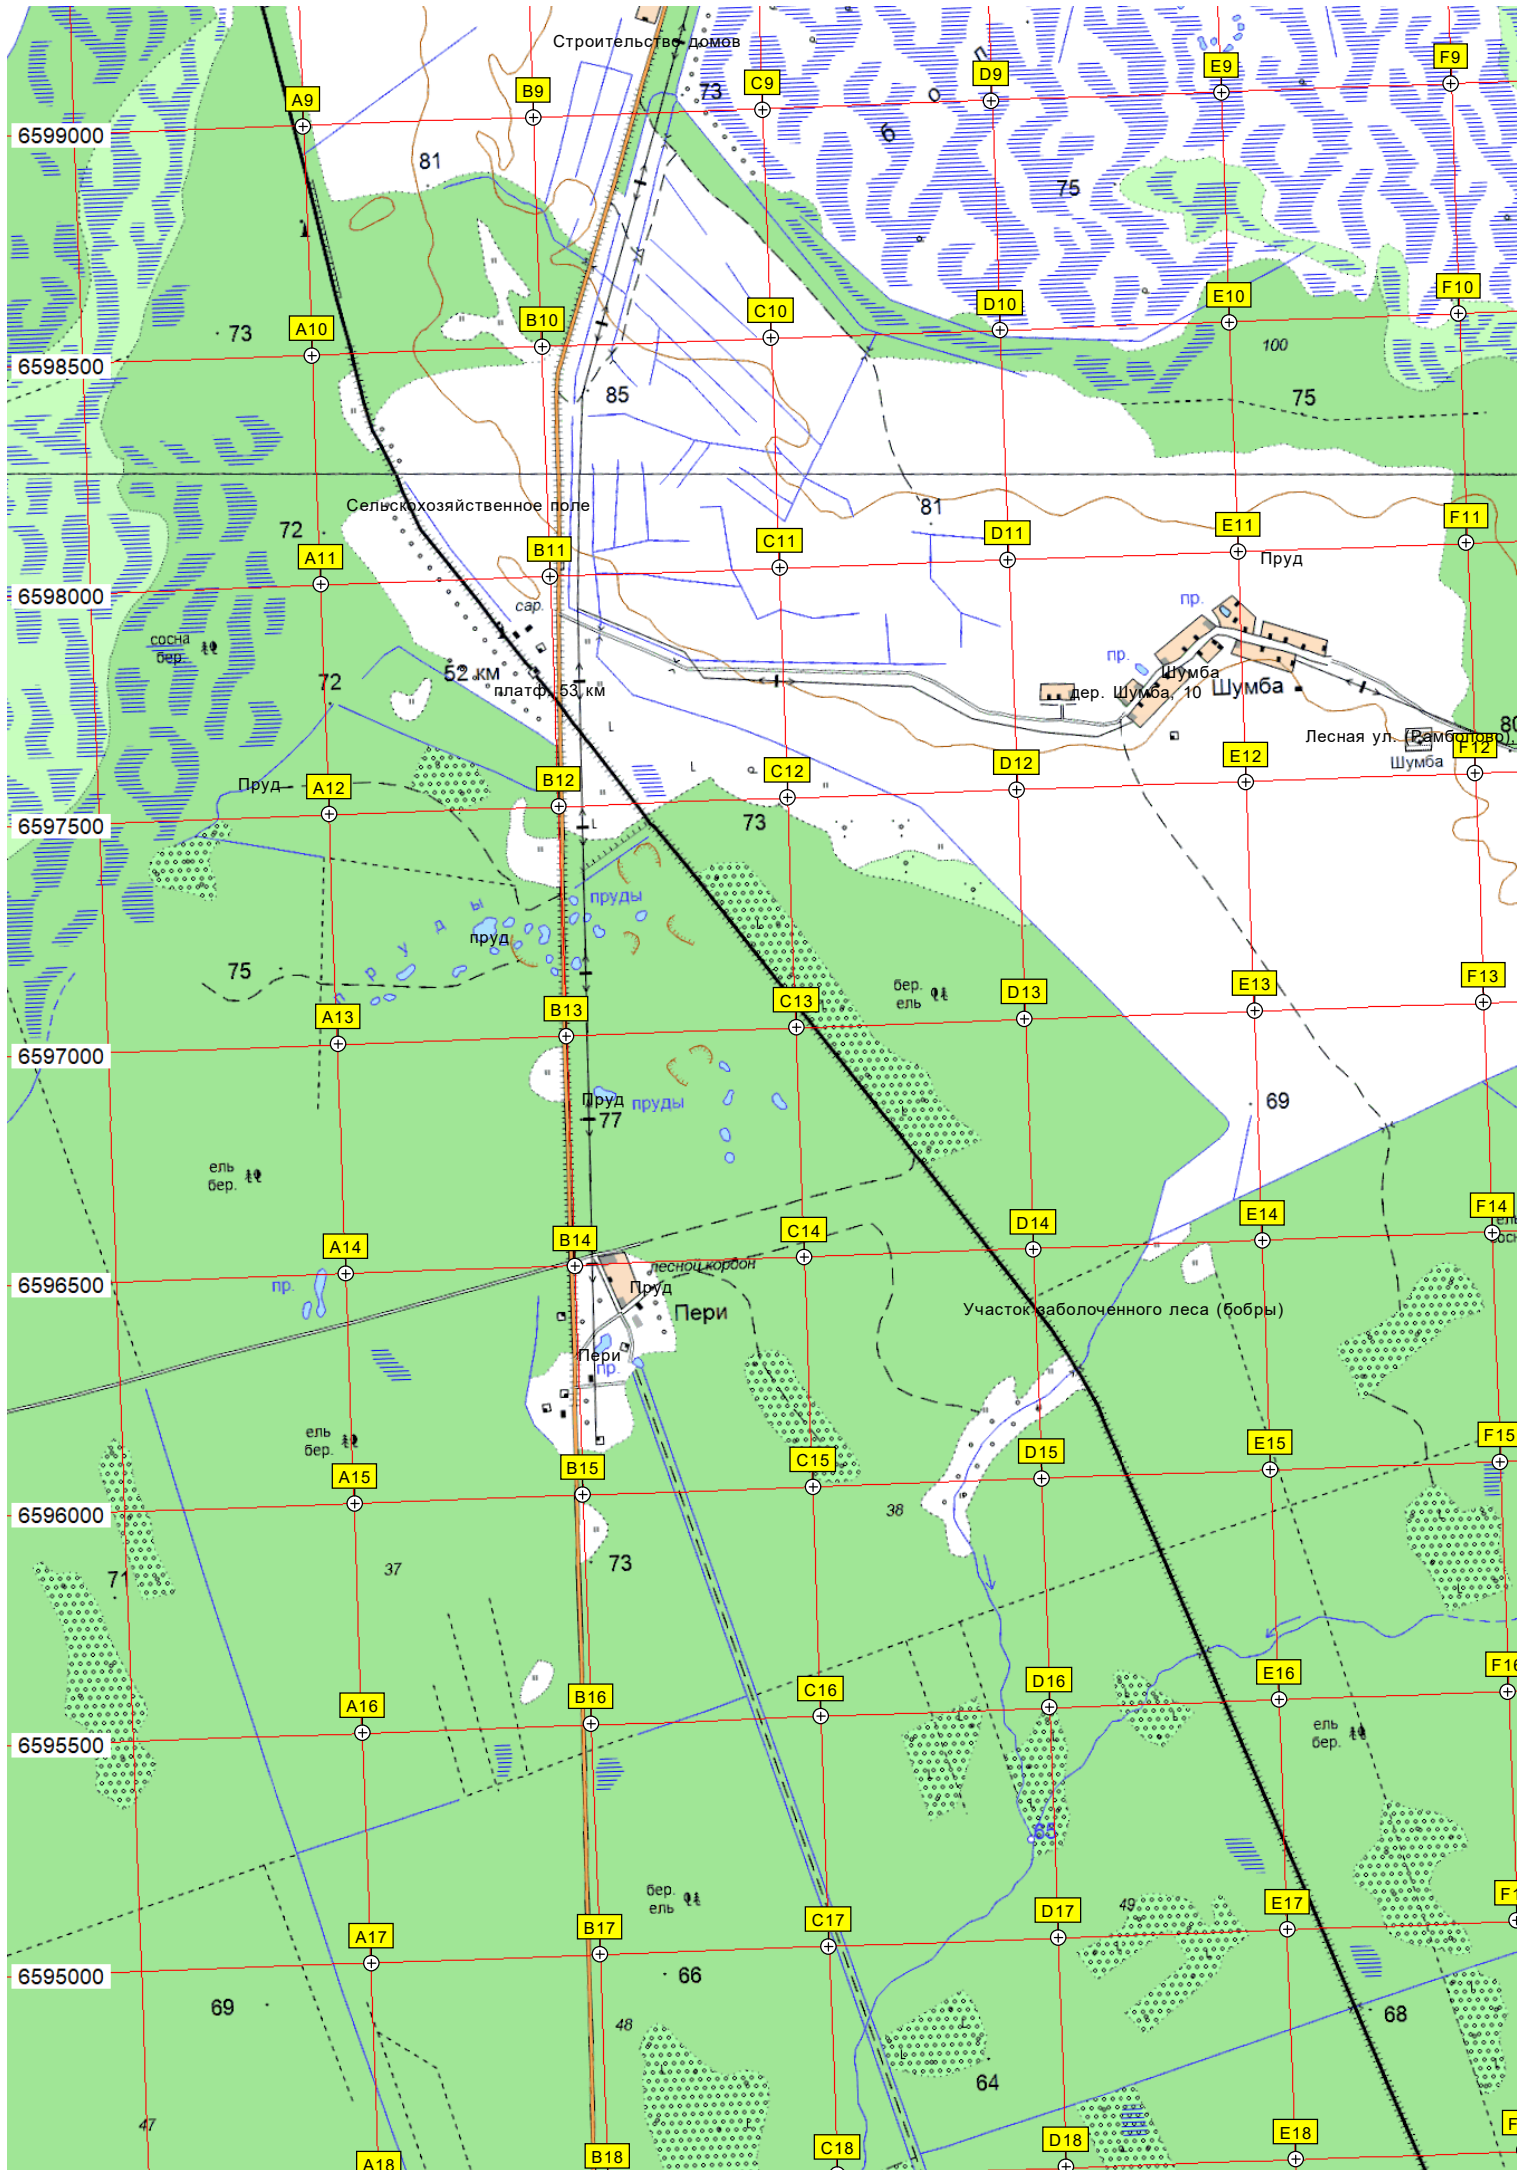 Строительство домов
F9
E9
D9
73
C9
B9
о
л
A9
б
6599000
81
75
F10
E10
D10
C10
B10
A10
73
100
6598500
85
75
Сельскохозяйственное поле
81
F11
72
E11
D11
C11
B11
Пруд
A11
6598000
пр.
сар.
сосна
бер.
пр.
52 км
Шумба
72
платф. 53 км
дер. Шумба, 10
Шумба
80
Лесная ул. (Рамболово),
F12
E12
Шумба
D12
C12
B12
Пруд
A12
73
6597500
пруды
п р у д ы
пруд
75
F13
E13
бер.
ель
D13
C13
B13
A13
6597000
Пруд
пруды
69
77
ель
бер.
F14
E14
D14
C14
B14
A14
ель
сосн
лесной кордон
пр.
6596500
Пруд
Пери
Участок заболоченного леса (бобры)
Пери
пр.
ель
бер.
F15
E15
D15
C15
B15
A15
38
6596000
37
73
71
F16
E16
D16
C16
B16
A16
ель
бер.
6595500
65
бер.
ель
49
F1
E17
D17
C17
B17
A17
6595000
66
69
68
48
64
47
F
E18
D18
C18
B18
A18